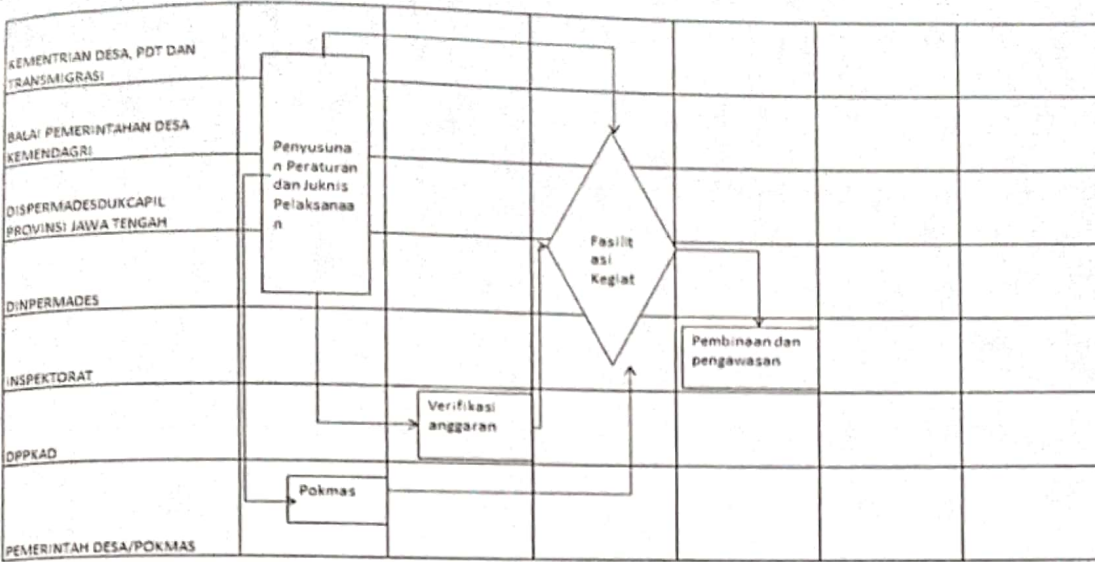 KEMENTRIAN DESA, PDT DAN
TRANSMIGRASI
BALAI PEMERINTAHAN DESA
KEMENDAGRI
DISPERMADESDUKCAPIL
PROVINSI JAWA TENGAH
DINPERMADES
INSPEKTORAT
DPPKAD
PEMERINTAH DESA/POKMAS
Penyusuna
n Peraturan
dan Juknis
Pelaksanaa
n
Pokmas
Verifikasi
anggaran
Fasilit
asi
Kegiat
Pembinaan dan
pengawasan